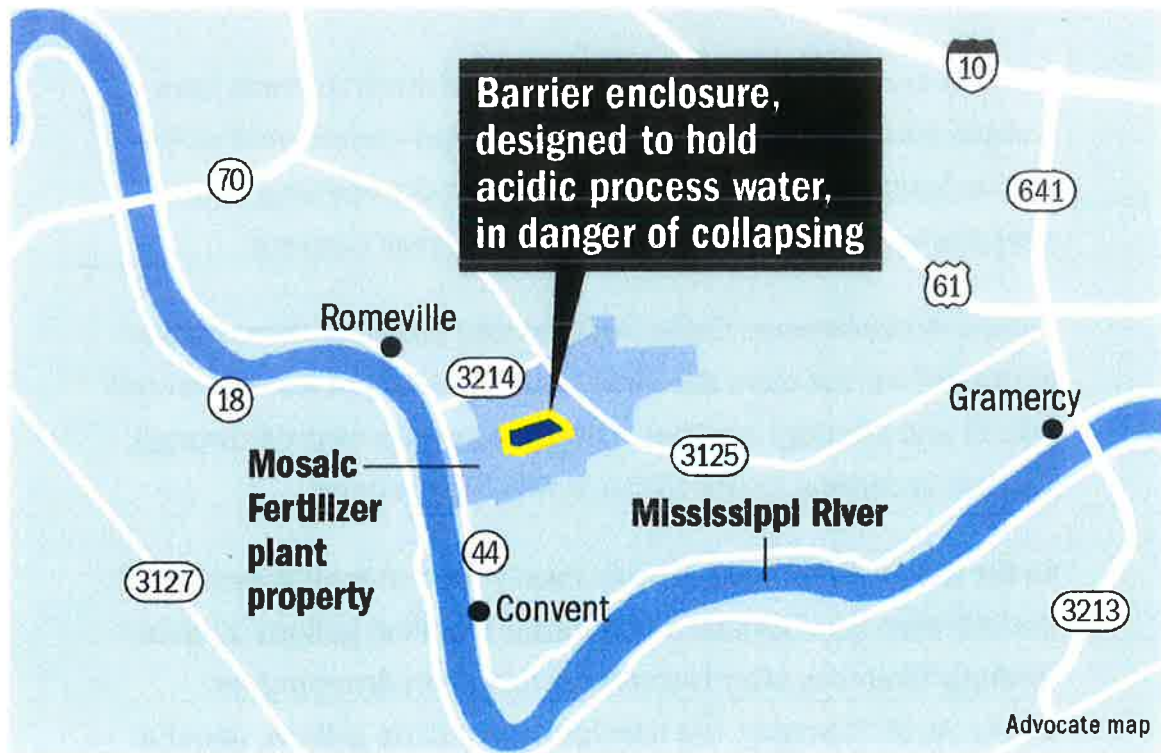 10
Barrier enclosure,
designed to hold
acidic process water,
in danger of collapsing
70
641
61
Romeville
3214
18
Gramercy
Mosaic
Fertilizer
plant
property
3125
Mississippi River
44
3127
Convent
3213
Advocate map